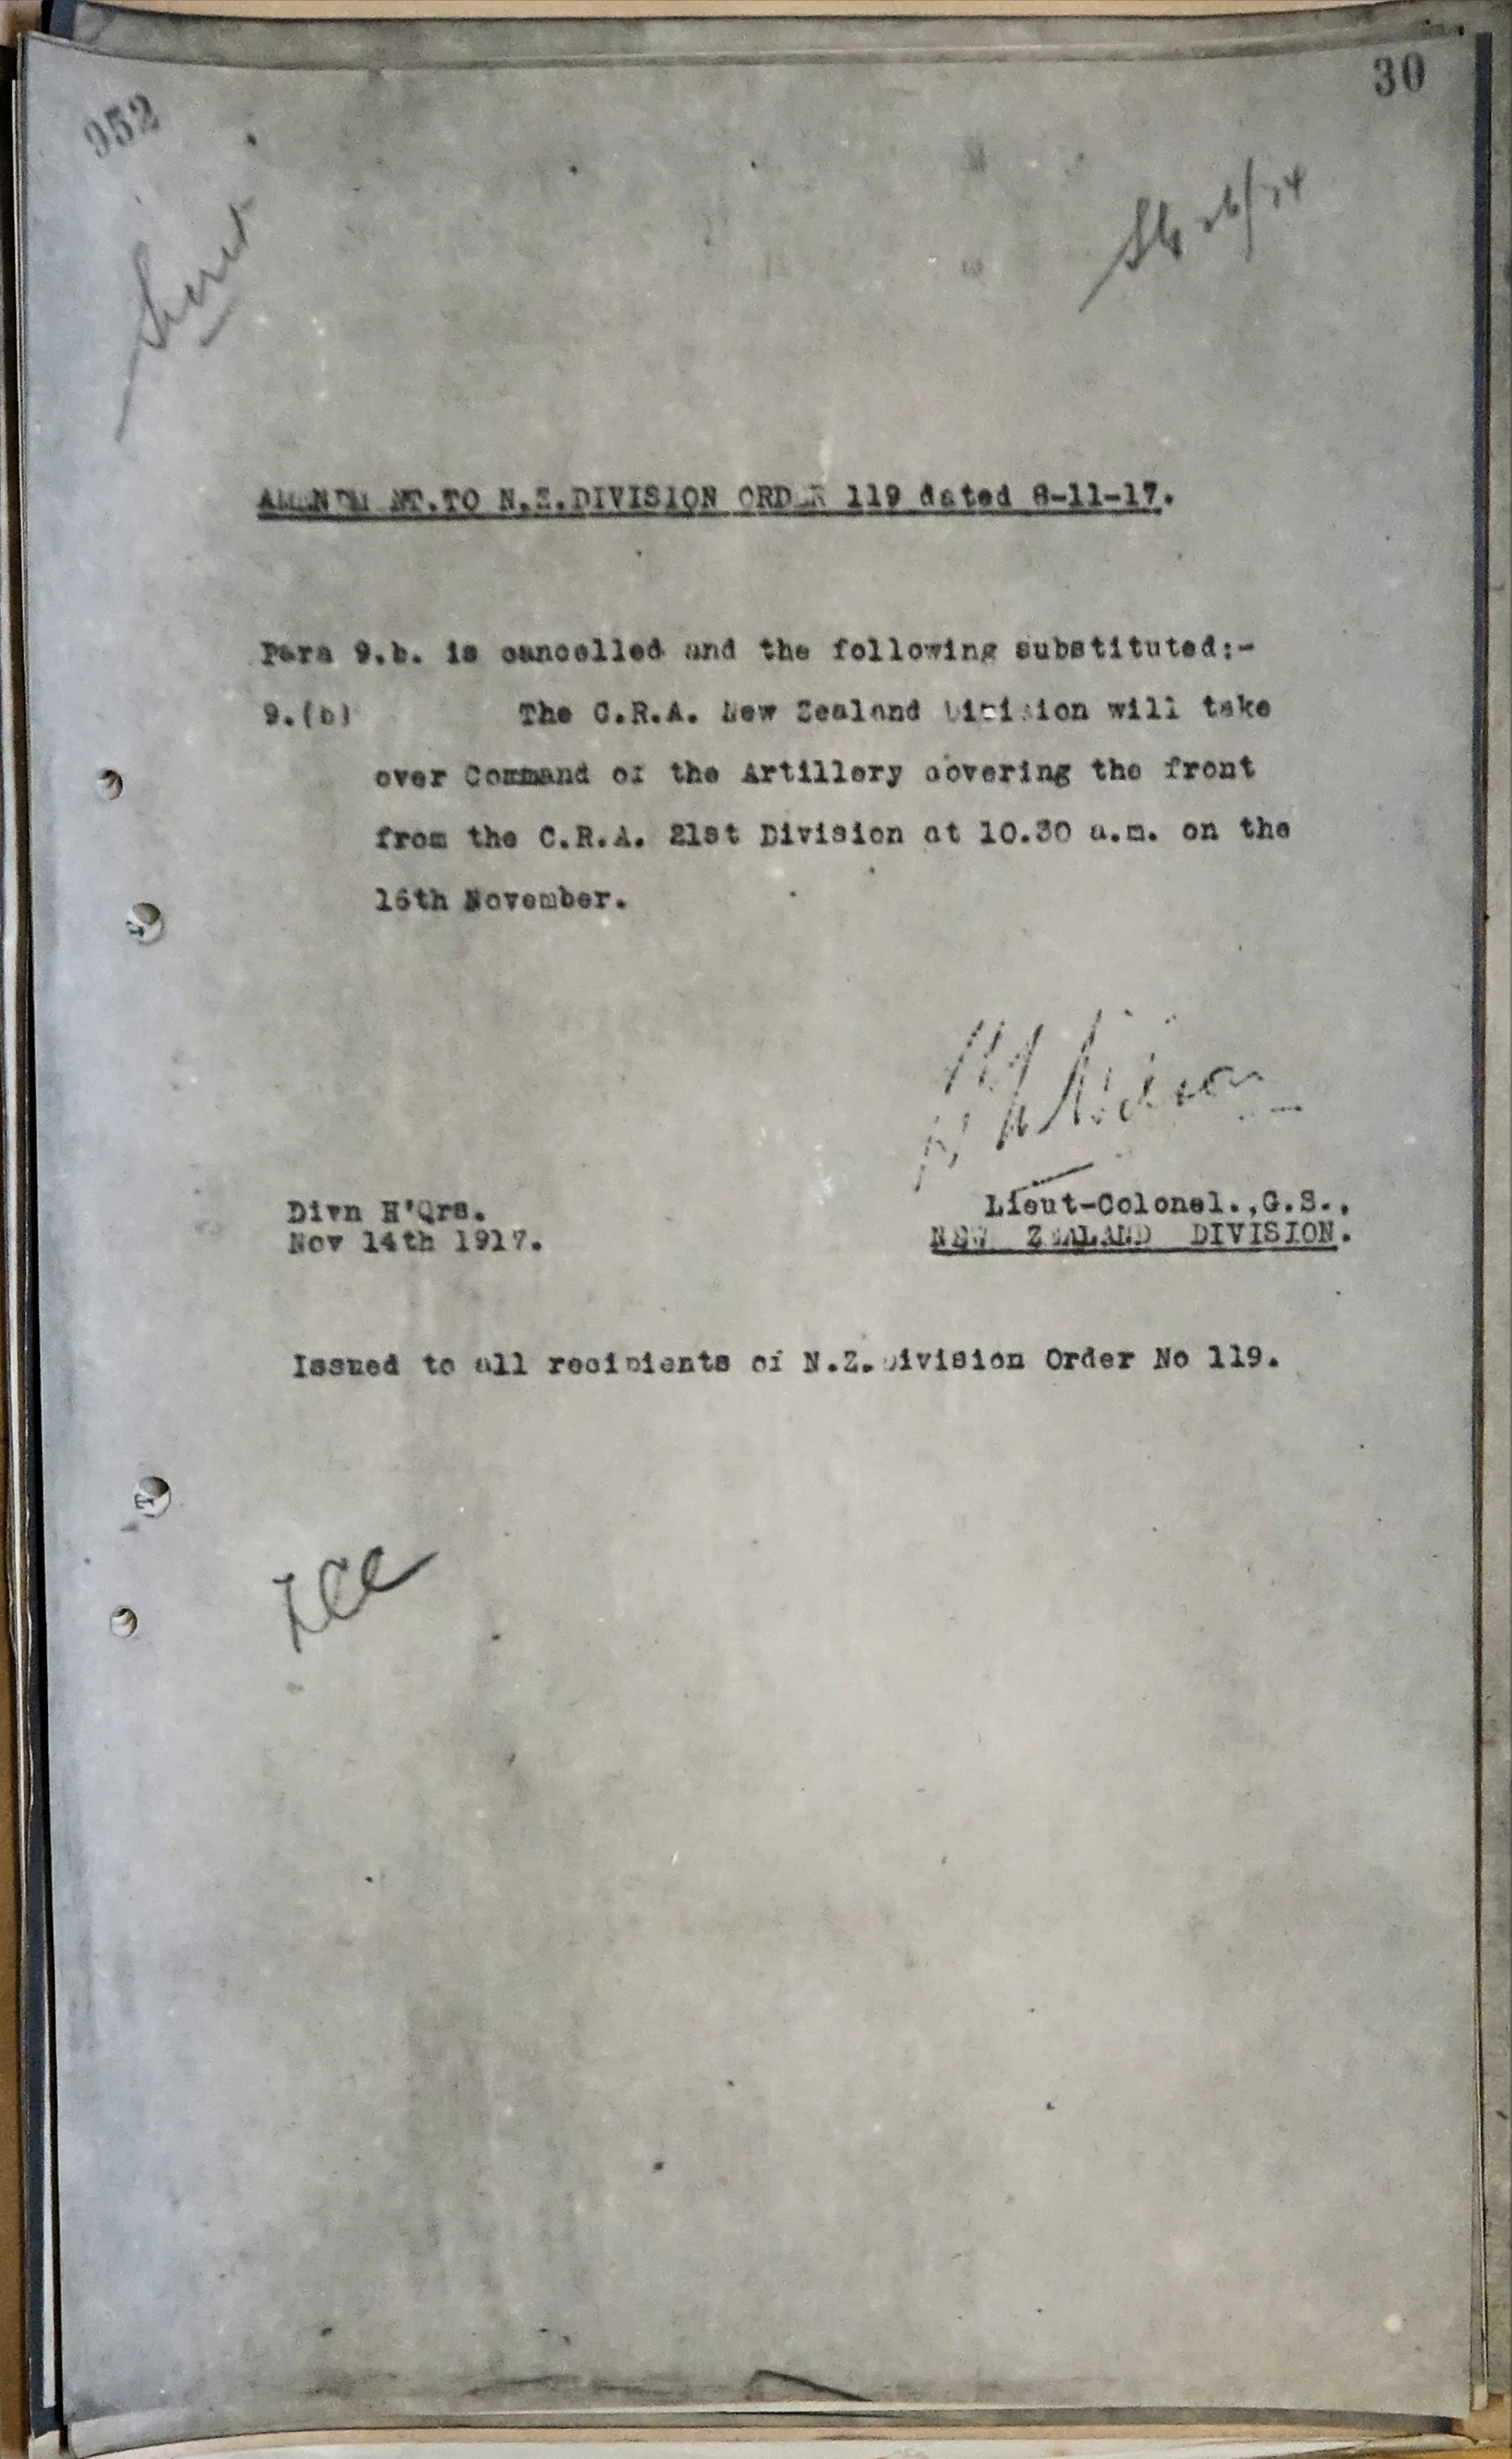 952
30
Secret
AMENDMENT.TO N.Z.DIVISION ORDER 119 dated 8-11-17.
Para 9.b. is cancelled and the following substituted:-
9.(b) The C.R.A. New Zealand Division will take
over Command of the Artillery covering the front
from the C.R.A. 21st Division at 10.30 a.m. on the
16th November.
Divn H'Qrs.
Nov 14th 1917.
Lieut-Colonel.,G.S.,
NEW ZEALAND DIVISION.
Issued to all recipients of N.Z.Division Order No 119.